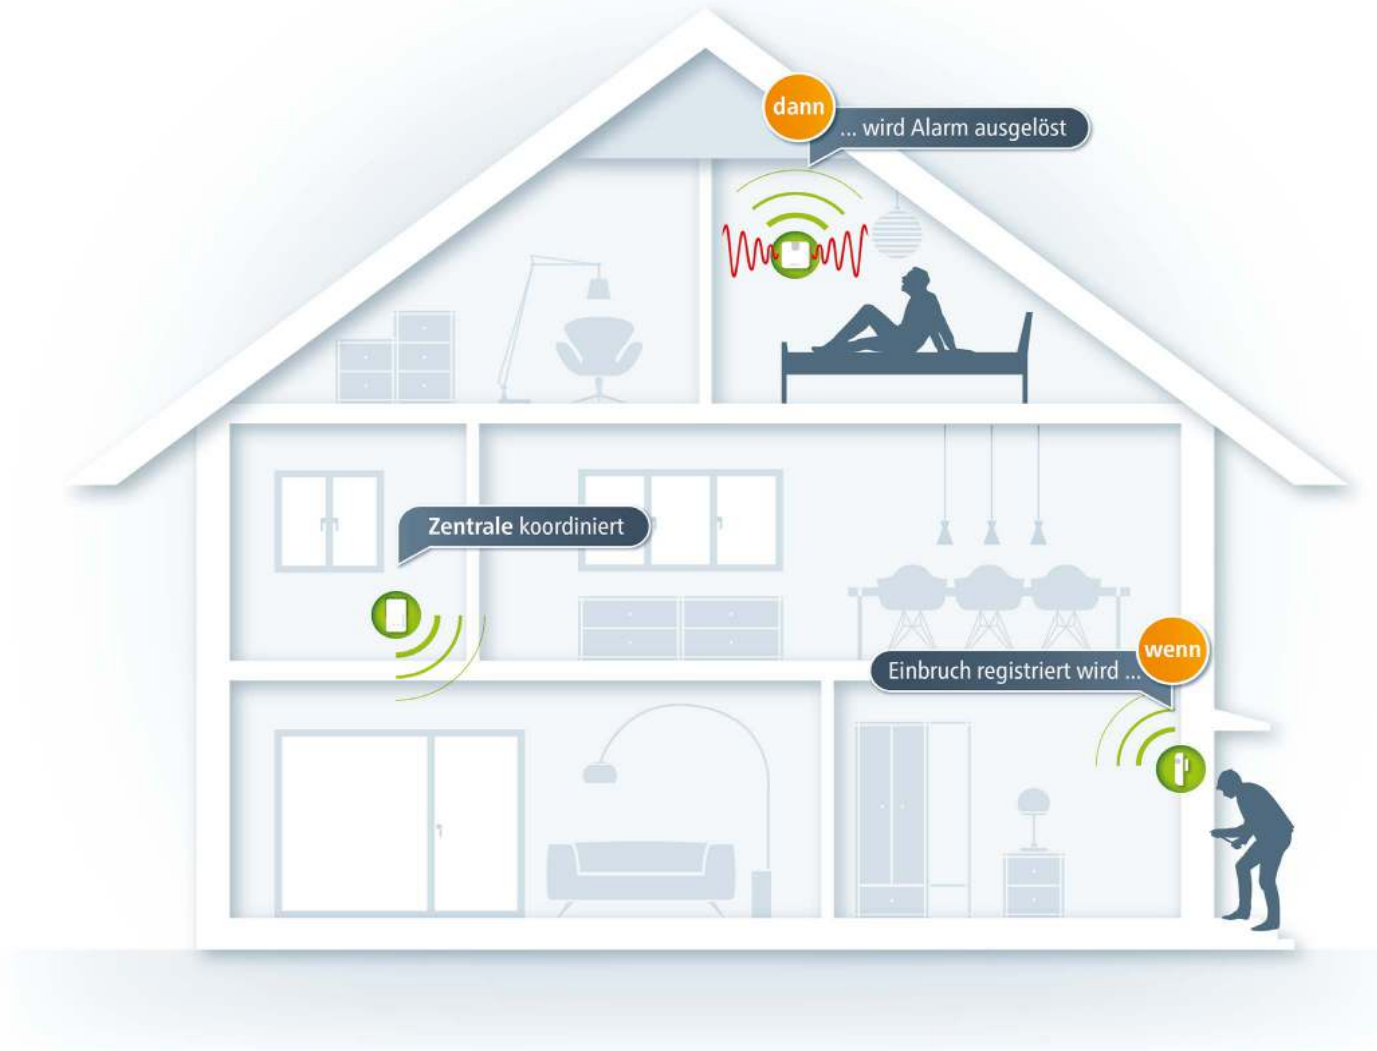 dann
... wird Alarm ausgelöst
Zentrale koordiniert
wenn
Einbruch registriert wird ...